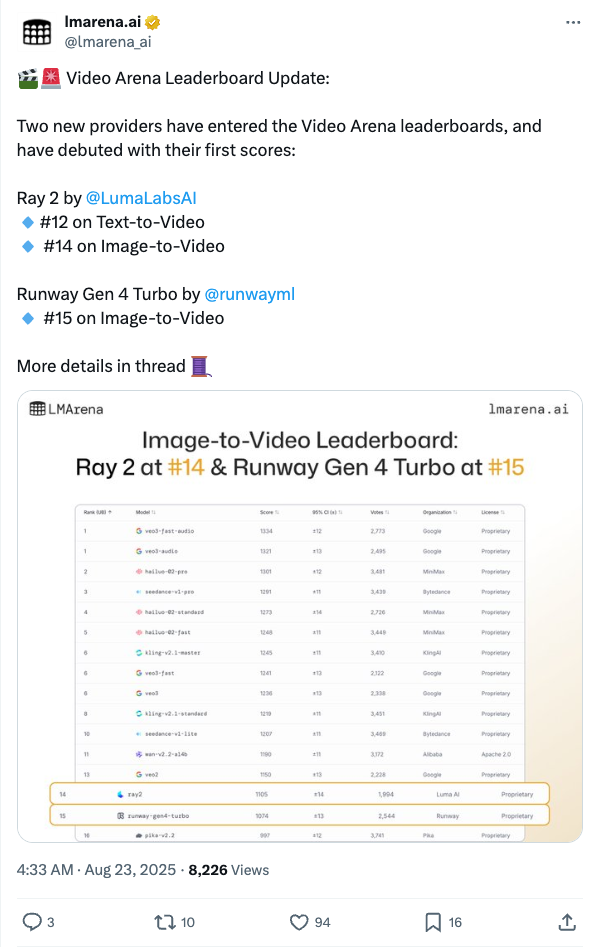 lmarena.ai
@lmarena_ai
🎬🚨 Video Arena Leaderboard Update:
Two new providers have entered the Video Arena leaderboards, and
have debuted with their first scores:
Ray 2 by @LumaLabsAI
🔹#12 on Text-to-Video
🔹 #14 on Image-to-Video
Runway Gen 4 Turbo by @runwayml
🔹 #15 on Image-to-Video
More details in thread 🧵
LMArena lmarena.ai
Image-to-Video Leaderboard:
Ray 2 at #14 & Runway Gen 4 Turbo at #15
Rank (UB) Model Score 95% CI (±) Votes Organization License
1 veo3-fast-audio 1334 ±12 2,773 Google Proprietary
1 veo3-audio 1331 ±13 2,495 Google Proprietary
2 hailuo-02-pro 1301 ±12 3,481 MiniMax Proprietary
3 seedance-v1-pro 1291 ±11 3,439 Bytedance Proprietary
4 hailuo-02-standard 1273 ±14 2,726 MiniMax Proprietary
5 hailuo-02-fast 1248 ±11 3,449 MiniMax Proprietary
6 kling-v2.1-master 1245 ±11 3,410 KlingAI Proprietary
6 veo3-fast 1241 ±13 2,122 Google Proprietary
6 veo3 1236 ±13 2,338 Google Proprietary
8 kling-v2.1-standard 1219 ±11 3,451 KlingAI Proprietary
10 seedance-v1-lite 1207 ±11 3,469 Bytedance Proprietary
11 wan-v2.2-a14b 1190 ±11 3,172 Alibaba Apache 2.0
13 veo2 1150 ±13 2,228 Google Proprietary
14 ray2 1105 ±14 1,994 Luma AI Proprietary
15 runway-gen4-turbo 1074 ±13 2,544 Runway Proprietary
16 pika-v2.2 997 ±12 3,741 Pika Proprietary
4:33 AM · Aug 23, 2025 · 8,226 Views
3 10 94 16